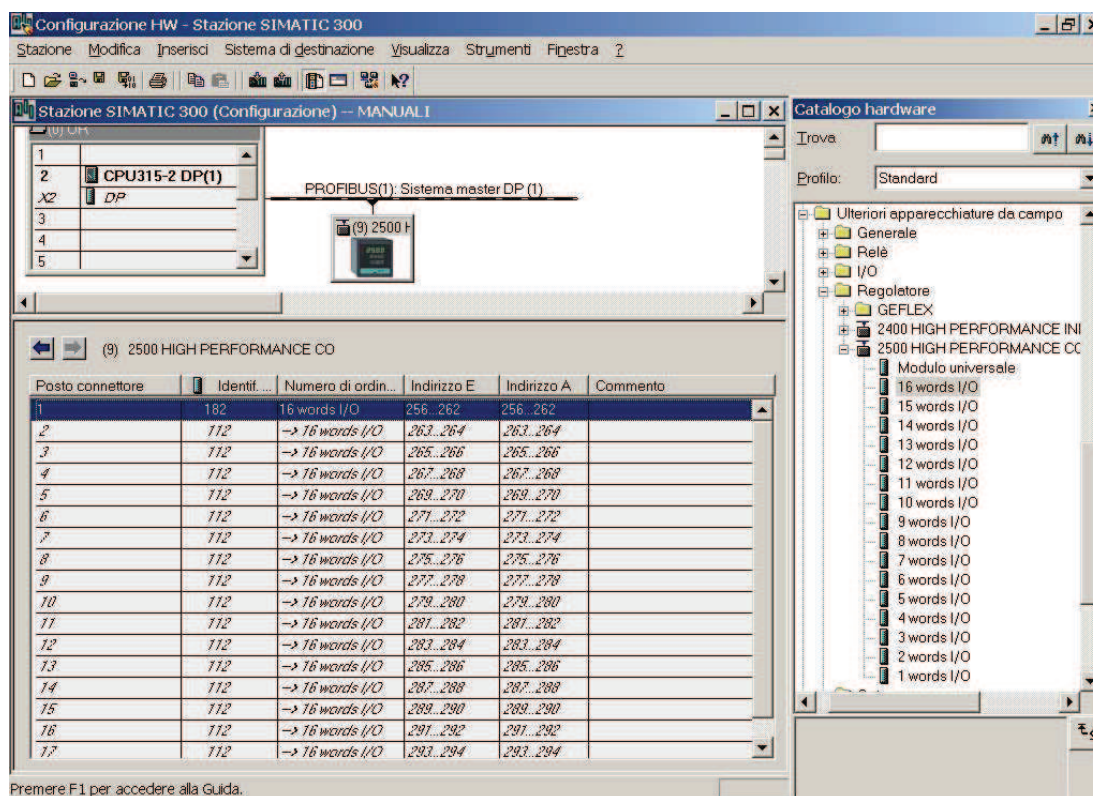 Configurazione HW - Stazione SIMATIC 300
Stazione Modifica Inserisci Sistema di destinazione Visualizza Strumenti Finestra ?
Stazione SIMATIC 300 (Configurazione) -- MANUALI
(0) UR
1
2 CPU315-2 DP(1)
X2 DP
3
4
5
PROFIBUS(1): Sistema master DP (1)
(9) 2500 H
(9) 2500 HIGH PERFORMANCE CO
Posto connettore Identif. ... Numero di ordin... Indirizzo E Indirizzo A Commento
1 182 16 words I/O 256...262 256...262
2 112 --> 16 words I/O 263...264 263...264
3 112 --> 16 words I/O 265...266 265...266
4 112 --> 16 words I/O 267...268 267...268
5 112 --> 16 words I/O 269...270 269...270
6 112 --> 16 words I/O 271...272 271...272
7 112 --> 16 words I/O 273...274 273...274
8 112 --> 16 words I/O 275...276 275...276
9 112 --> 16 words I/O 277...278 277...278
10 112 --> 16 words I/O 279...280 279...280
11 112 --> 16 words I/O 281...282 281...282
12 112 --> 16 words I/O 283...284 283...284
13 112 --> 16 words I/O 285...286 285...286
14 112 --> 16 words I/O 287...288 287...288
15 112 --> 16 words I/O 289...290 289...290
16 112 --> 16 words I/O 291...292 291...292
17 112 --> 16 words I/O 293...294 293...294
Catalogo hardware
Trova
Profilo: Standard
Ulteriori apparecchiature da campo
Generale
Relè
I/O
Regolatore
GEFLEX
2400 HIGH PERFORMANCE INI
2500 HIGH PERFORMANCE CO
Modulo universale
16 words I/O
15 words I/O
14 words I/O
13 words I/O
12 words I/O
11 words I/O
10 words I/O
9 words I/O
8 words I/O
7 words I/O
6 words I/O
5 words I/O
4 words I/O
3 words I/O
2 words I/O
1 words I/O
Premere F1 per accedere alla Guida.